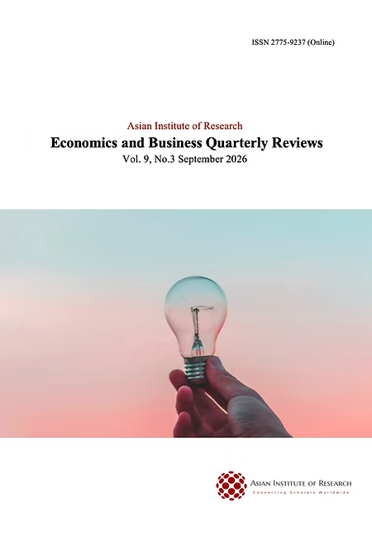 ISSN 2775-9237 (Online)
Asian Institute of Research
Economics and Business Quarterly Reviews
Vol. 9, No.3 September 2026
ASIAN INSTITUTE OF RESEARCH
Connecting Scholars Worldwide